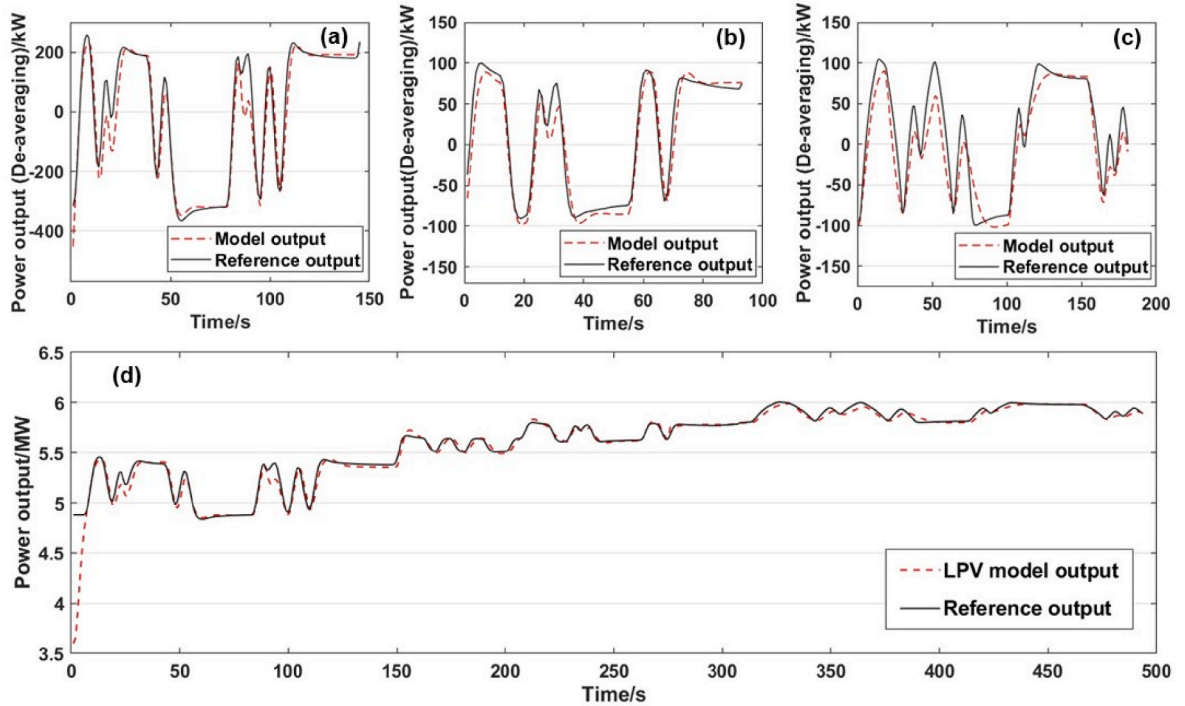 (a)
Power output (De-averaging)/kW
200
0
-200
-400
Model output
Reference output
0
50
100
150
Time/s
(b)
Power output(De-averaging)/kW
150
100
50
0
-50
-100
-150
Model output
Reference output
0
20
40
60
80
100
Time/s
(c)
Power output (De-averaging)/kW
150
100
50
0
-50
-100
-150
Model output
Reference output
0
50
100
150
200
Time/s
(d)
Power output/MW
6.5
6
5.5
5
4.5
4
3.5
LPV model output
Reference output
0
50
100
150
200
250
300
350
400
450
500
Time/s